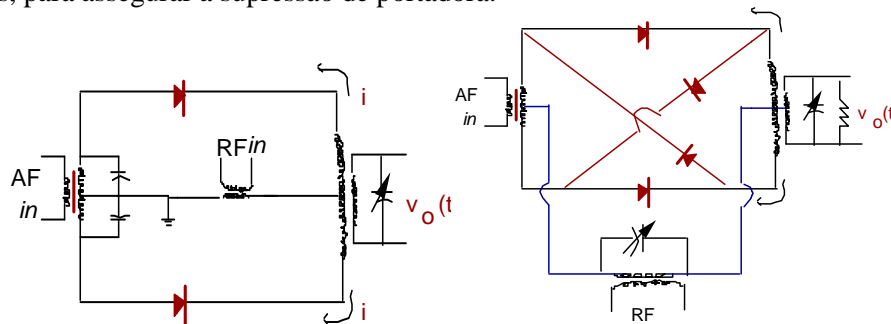 s, para assegurar a supressão de portadora.
i
RFin
AF
in
v o(t
i
AF
in
v o(t
RF